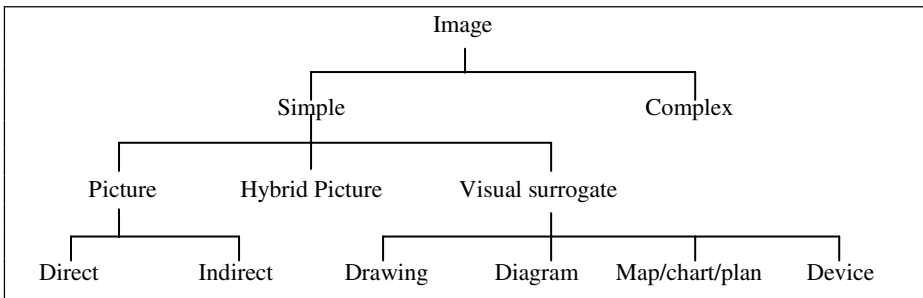 Image
Simple Complex
Picture Hybrid Picture Visual surrogate
Direct Indirect Drawing Diagram Map/chart/plan Device